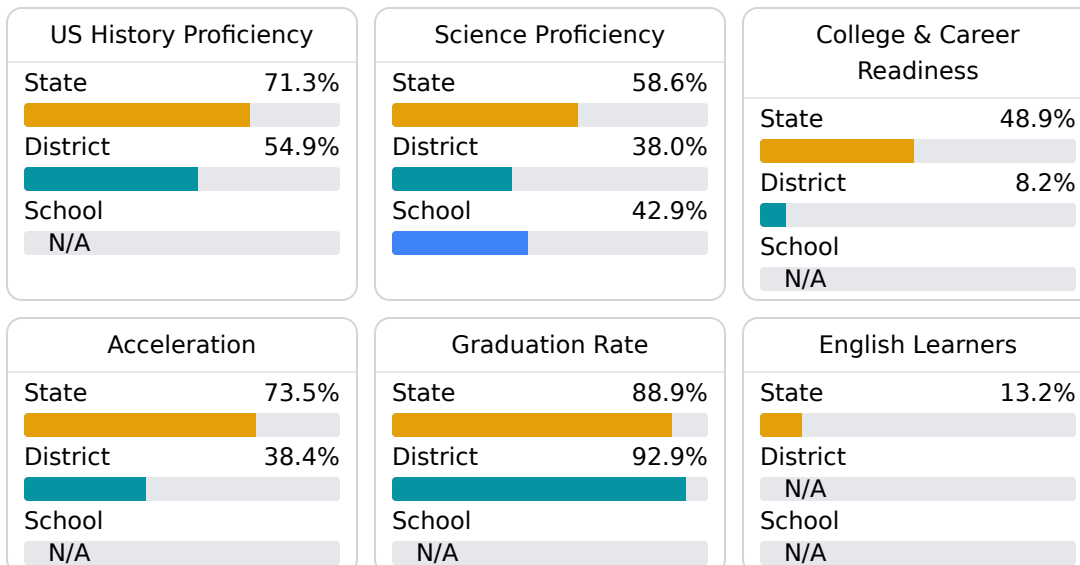 US History Proficiency
State 71.3%
District 54.9%
School
N/A
Science Proficiency
State 58.6%
District 38.0%
School 42.9%
College & Career
Readiness
State 48.9%
District 8.2%
School
N/A
Acceleration
State 73.5%
District 38.4%
School
N/A
Graduation Rate
State 88.9%
District 92.9%
School
N/A
English Learners
State 13.2%
District
N/A
School
N/A